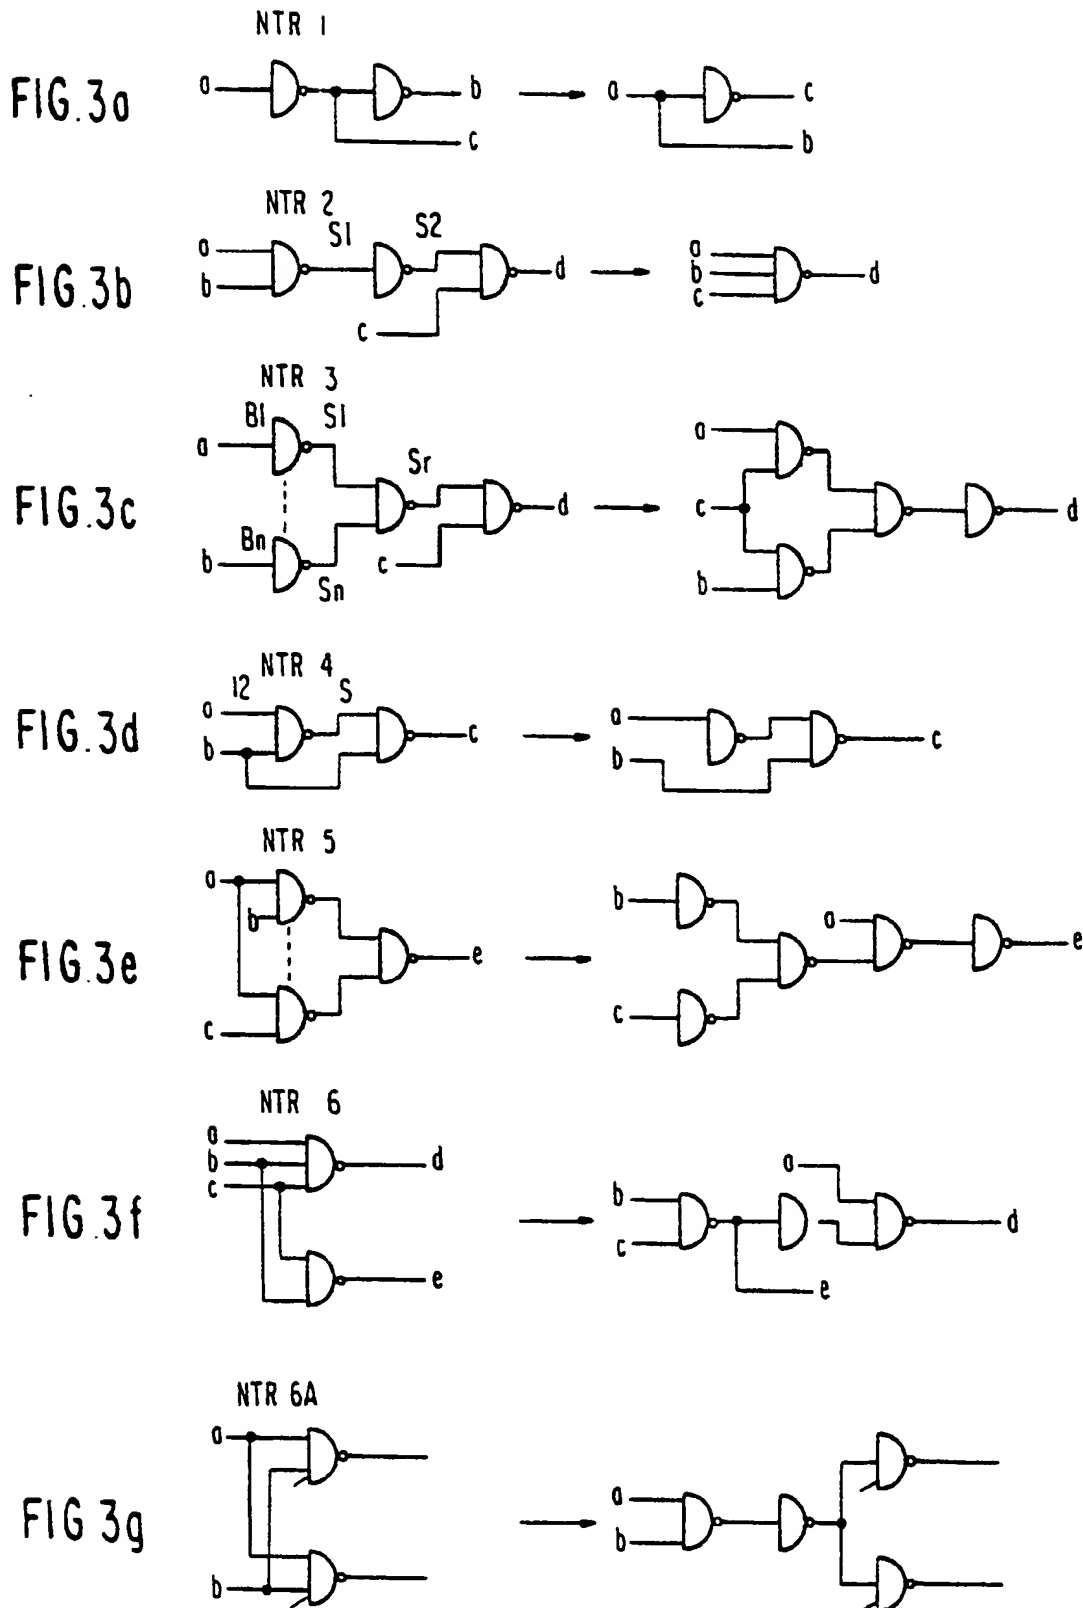 NTR 1
FIG.3a
a b c
a c b
NTR 2
S1 S2
FIG.3b
a b c d
a b c d
NTR 3
B1 S1
a
Sr
FIG.3c
d
Bn
b c
Sn
a
c
b
d
NTR 4
12 S
FIG.3d
a
b
c
a
b
c
NTR 5
FIG.3e
a
b
c
e
b
a
c
e
NTR 6
FIG.3f
a
b
c
d
e
a
b
c
d
e
NTR 6A
FIG 3g
a
b
a
b